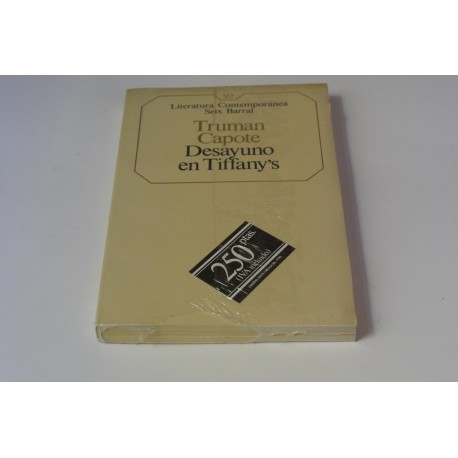 Literatura Contemporánea
Seix Barral
Truman
Capote
Desayuno
en Tiffany's
250 ptas.
(IVA incluido)